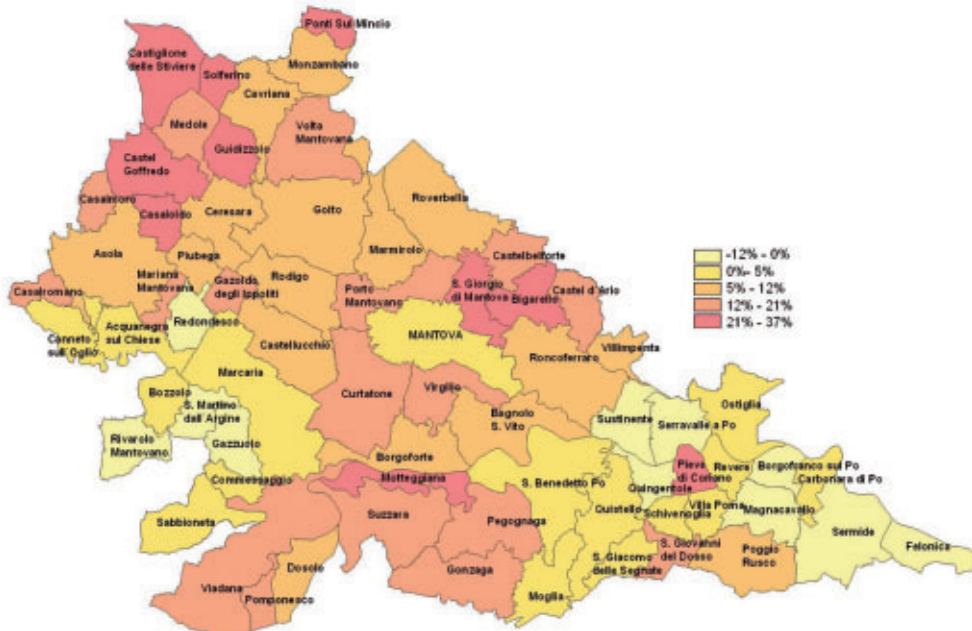 Ponti Sul Mincio
Castiglione
delle Stiviere
Solferino
Monzambano
Cavriana
Medole
Volta
Mantovana
Guidizzolo
Castel
Goffredo
Casalmoro
Casaloldo
Ceresara
Goito
Roverbella
Asola
Piubega
Marmirolo
Castelbelforte
Mariana
Mantovana
Gazoldo
degli Ippoliti
Rodigo
Porto
Mantovano
S. Giorgio
di Mantova
Bigarello
Castel d'Ario
Casalromano
Redondesco
Canneto
sull'Oglio
Acquanegra
sul Chiese
MANTOVA
Villimpenta
Roncoferraro
Castellucchio
Marcaria
Bozzolo
S. Martino
dall'Argine
Curtatone
Virgilio
Bagnolo
S. Vito
Ostiglia
Sustinente
Serravalle a Po
Rivarolo
Mantovano
Gazzuolo
Borgoforte
Commessaggio
Motteggiana
S. Benedetto Po
Quingentole
Pieve
di Coriano
Revere
Borgofranco sul Po
Carbonara di Po
Sabbioneta
Suzzara
Pegognaga
Quistello
Schivenoglia
Villa Poma
Magnacavallo
Sermide
Felonica
Viadana
Pomponesco
Dosolo
Gonzaga
Moglia
S. Giacomo
delle Segnate
S. Giovanni
del Dosso
Poggio
Rusco
-12% - 0%
0% - 5%
5% - 12%
12% - 21%
21% - 37%